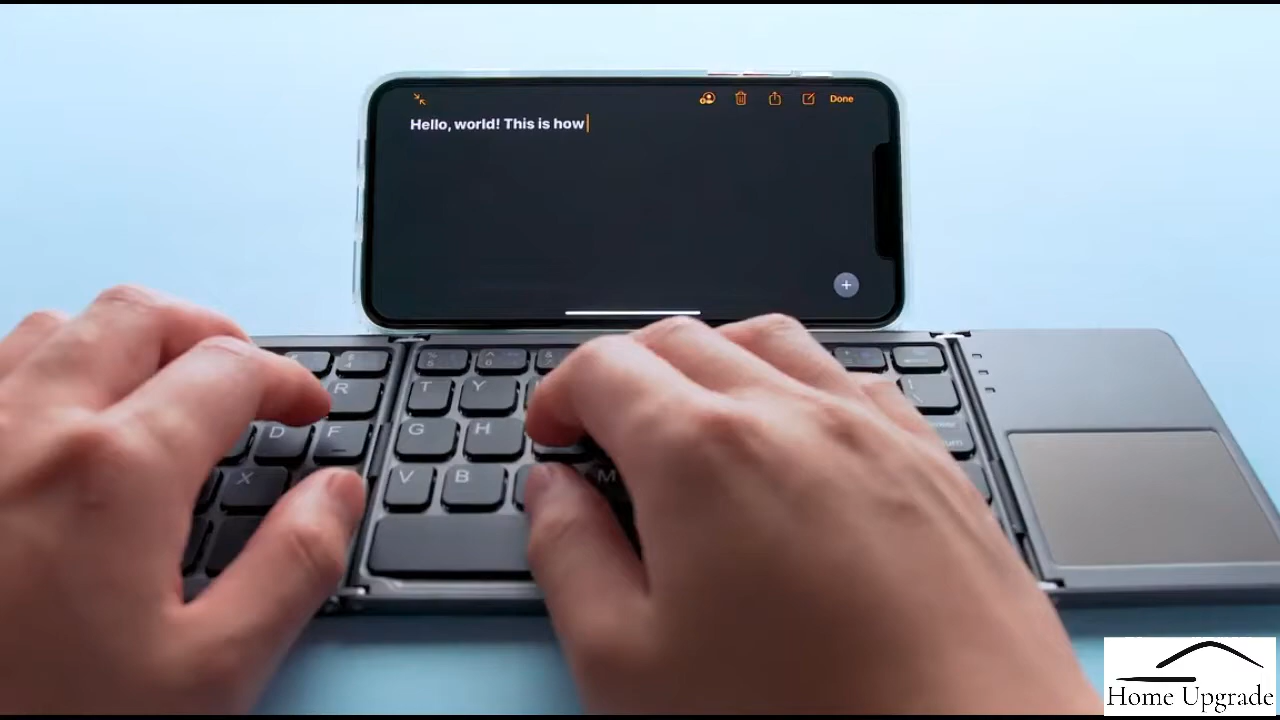 Done
Hello, world! This is how
R
T Y
D F G H
X V B M
Home Upgrade